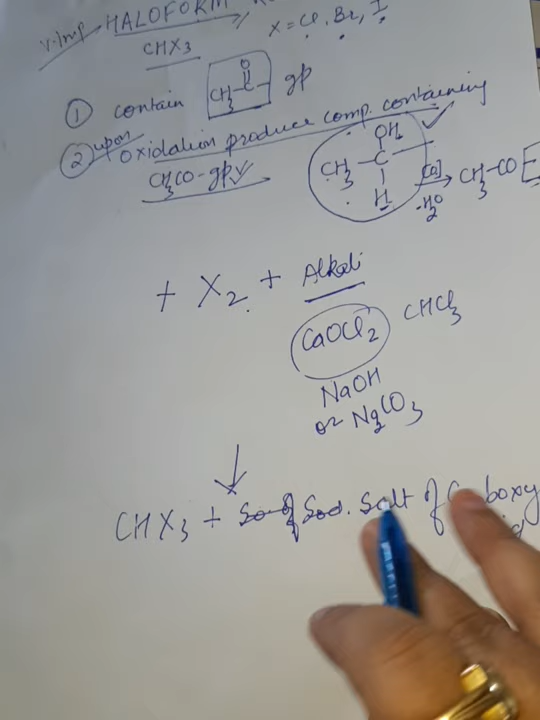 V.Imp HALOFORM
X = Cl, Br, I
CHX3
① contain CH3-C- gp
O
② upon Oxidation produce comp. containing
CH3CO-gp
OH
CH3-C-
H
[O]
-H2O
CH3-CO
+ X2 + Alkali
CaOCl2 CHCl3
NaOH
or Na2CO3
CHX3 + Sod. Salt of Carboxy